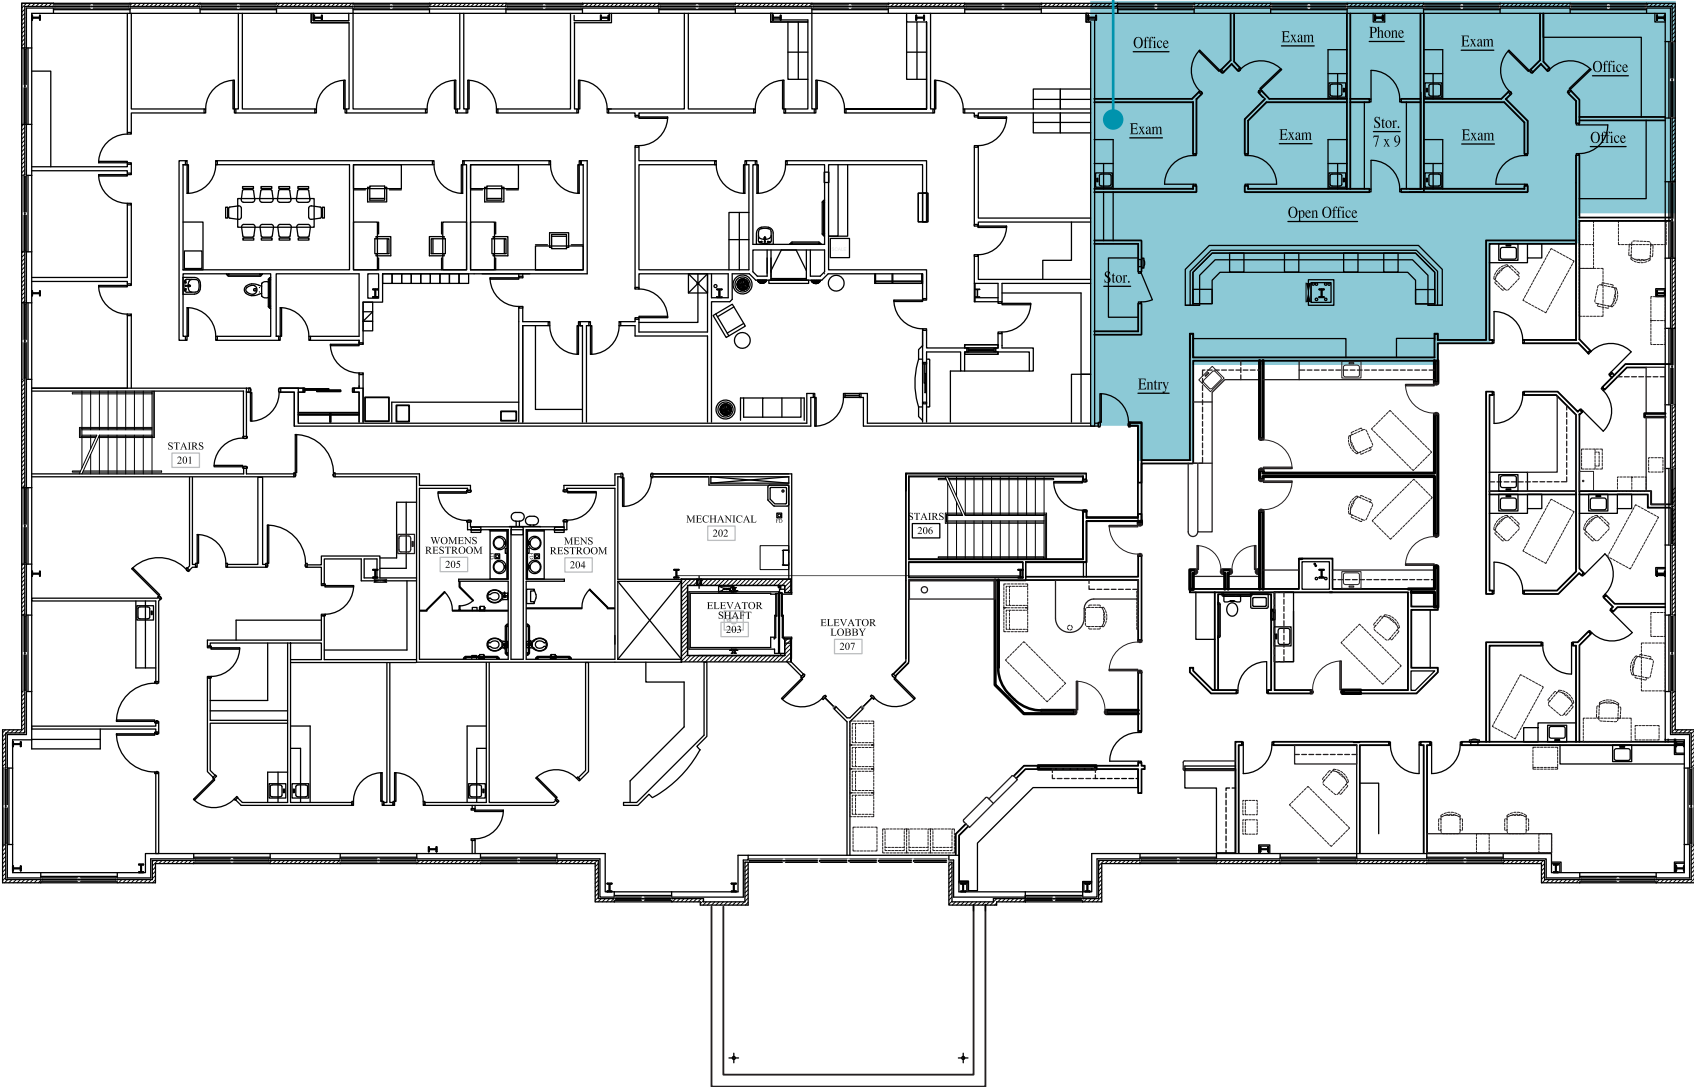 Office
Exam
Phone
Exam
Office
Exam
Exam
Stor.
7 x 9
Exam
Office
Open Office
Stor.
Entry
STAIRS
201
WOMENS
RESTROOM
205
MENS
RESTROOM
204
MECHANICAL
202
STAIRS
206
ELEVATOR
SHAFT
203
ELEVATOR
LOBBY
207